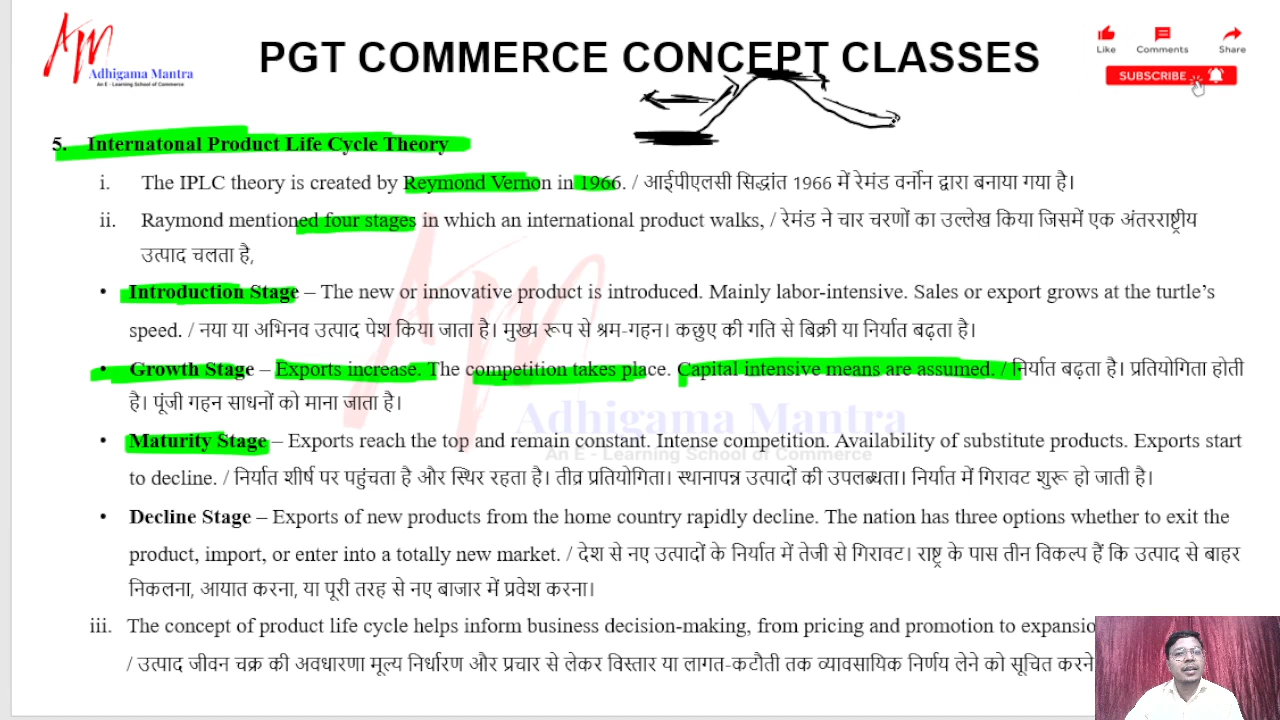 Adhigama Mantra
An E - Learning School of Commerce
PGT COMMERCE CONCEPT CLASSES
Like Comments Share
SUBSCRIBE
5. Internatonal Product Life Cycle Theory
i. The IPLC theory is created by Reymond Vernon in 1966. / आईपीएलसी सिद्धांत 1966 में रेमंड वर्नोन द्वारा बनाया गया है।
ii. Raymond mentioned four stages in which an international product walks, / रेमंड ने चार चरणों का उल्लेख किया जिसमें एक अंतरराष्ट्रीय
उत्पाद चलता है,
• Introduction Stage – The new or innovative product is introduced. Mainly labor-intensive. Sales or export grows at the turtle’s
speed. / नया या अभिनव उत्पाद पेश किया जाता है। मुख्य रूप से श्रम-गहन। कछुए की गति से बिक्री या निर्यात बढ़ता है।
• Growth Stage – Exports increase. The competition takes place. Capital intensive means are assumed. / निर्यात बढ़ता है। प्रतियोगिता होती
है। पूंजी गहन साधनों को माना जाता है।
Adhigama Mantra
• Maturity Stage – Exports reach the top and remain constant. Intense competition. Availability of substitute products. Exports start
An E - Learning School of Commerce
to decline. / निर्यात शीर्ष पर पहुंचता है और स्थिर रहता है। तीव्र प्रतियोगिता। स्थानापन्न उत्पादों की उपलब्धता। निर्यात में गिरावट शुरू हो जाती है।
• Decline Stage – Exports of new products from the home country rapidly decline. The nation has three options whether to exit the
product, import, or enter into a totally new market. / देश से नए उत्पादों के निर्यात में तेजी से गिरावट। राष्ट्र के पास तीन विकल्प हैं कि उत्पाद से बाहर
निकलना, आयात करना, या पूरी तरह से नए बाजार में प्रवेश करना।
iii. The concept of product life cycle helps inform business decision-making, from pricing and promotion to expansio
/ उत्पाद जीवन चक्र की अवधारणा मूल्य निर्धारण और प्रचार से लेकर विस्तार या लागत-कटौती तक व्यावसायिक निर्णय लेने को सूचित करने